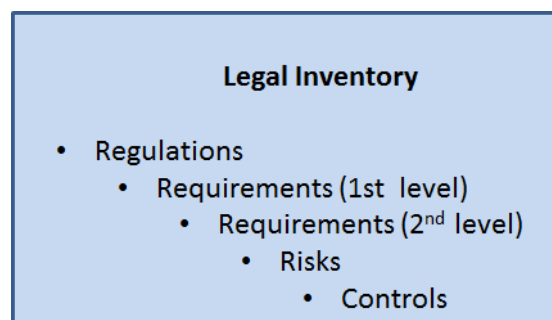 Legal Inventory
• Regulations
• Requirements (1st level)
• Requirements (2nd level)
• Risks
• Controls